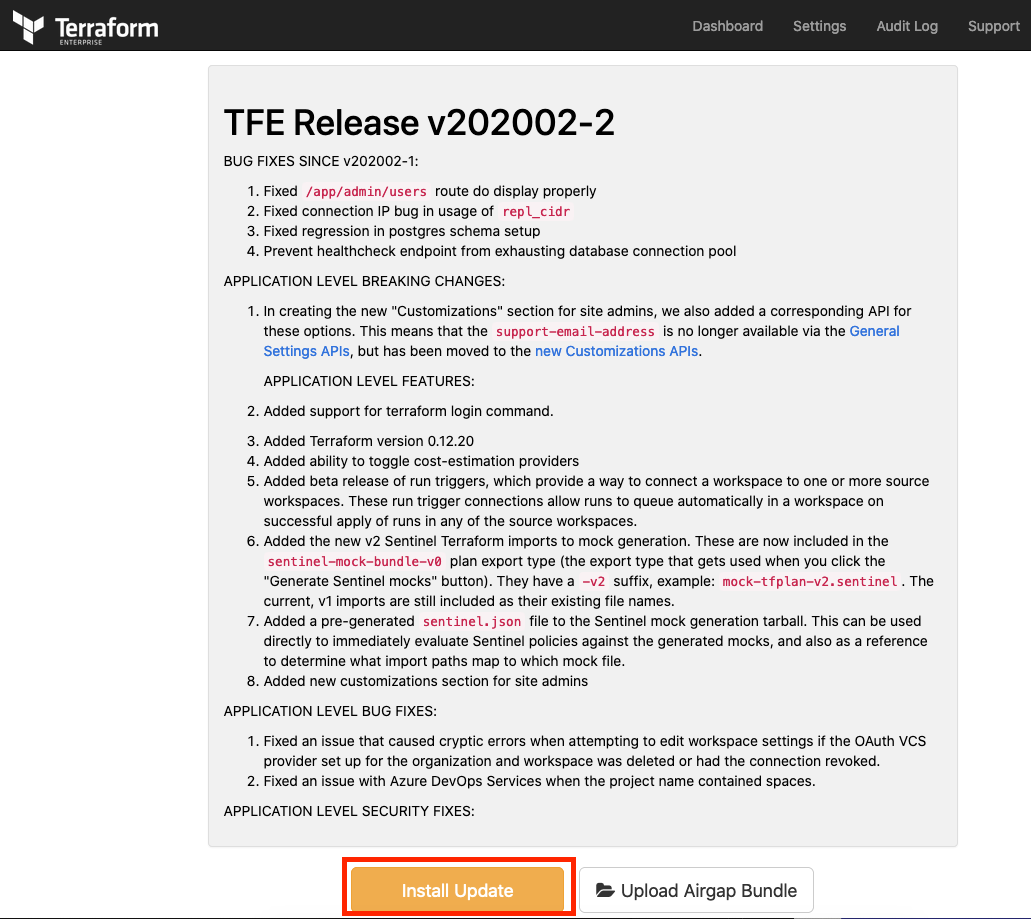 Terraform
ENTERPRISE
Dashboard Settings Audit Log Support
TFE Release v202002-2
BUG FIXES SINCE v202002-1:
1. Fixed /app/admin/users route do display properly
2. Fixed connection IP bug in usage of repl_cidr
3. Fixed regression in postgres schema setup
4. Prevent healthcheck endpoint from exhausting database connection pool
APPLICATION LEVEL BREAKING CHANGES:
1. In creating the new "Customizations" section for site admins, we also added a corresponding API for
these options. This means that the support-email-address is no longer available via the General
Settings APIs, but has been moved to the new Customizations APIs.
APPLICATION LEVEL FEATURES:
2. Added support for terraform login command.
3. Added Terraform version 0.12.20
4. Added ability to toggle cost-estimation providers
5. Added beta release of run triggers, which provide a way to connect a workspace to one or more source
workspaces. These run trigger connections allow runs to queue automatically in a workspace on
successful apply of runs in any of the source workspaces.
6. Added the new v2 Sentinel Terraform imports to mock generation. These are now included in the
sentinel-mock-bundle-v0 plan export type (the export type that gets used when you click the
"Generate Sentinel mocks" button). They have a -v2 suffix, example: mock-tfplan-v2.sentinel. The
current, v1 imports are still included as their existing file names.
7. Added a pre-generated sentinel.json file to the Sentinel mock generation tarball. This can be used
directly to immediately evaluate Sentinel policies against the generated mocks, and also as a reference
to determine what import paths map to which mock file.
8. Added new customizations section for site admins
APPLICATION LEVEL BUG FIXES:
1. Fixed an issue that caused cryptic errors when attempting to edit workspace settings if the OAuth VCS
provider set up for the organization and workspace was deleted or had the connection revoked.
2. Fixed an issue with Azure DevOps Services when the project name contained spaces.
APPLICATION LEVEL SECURITY FIXES:
Install Update Upload Airgap Bundle